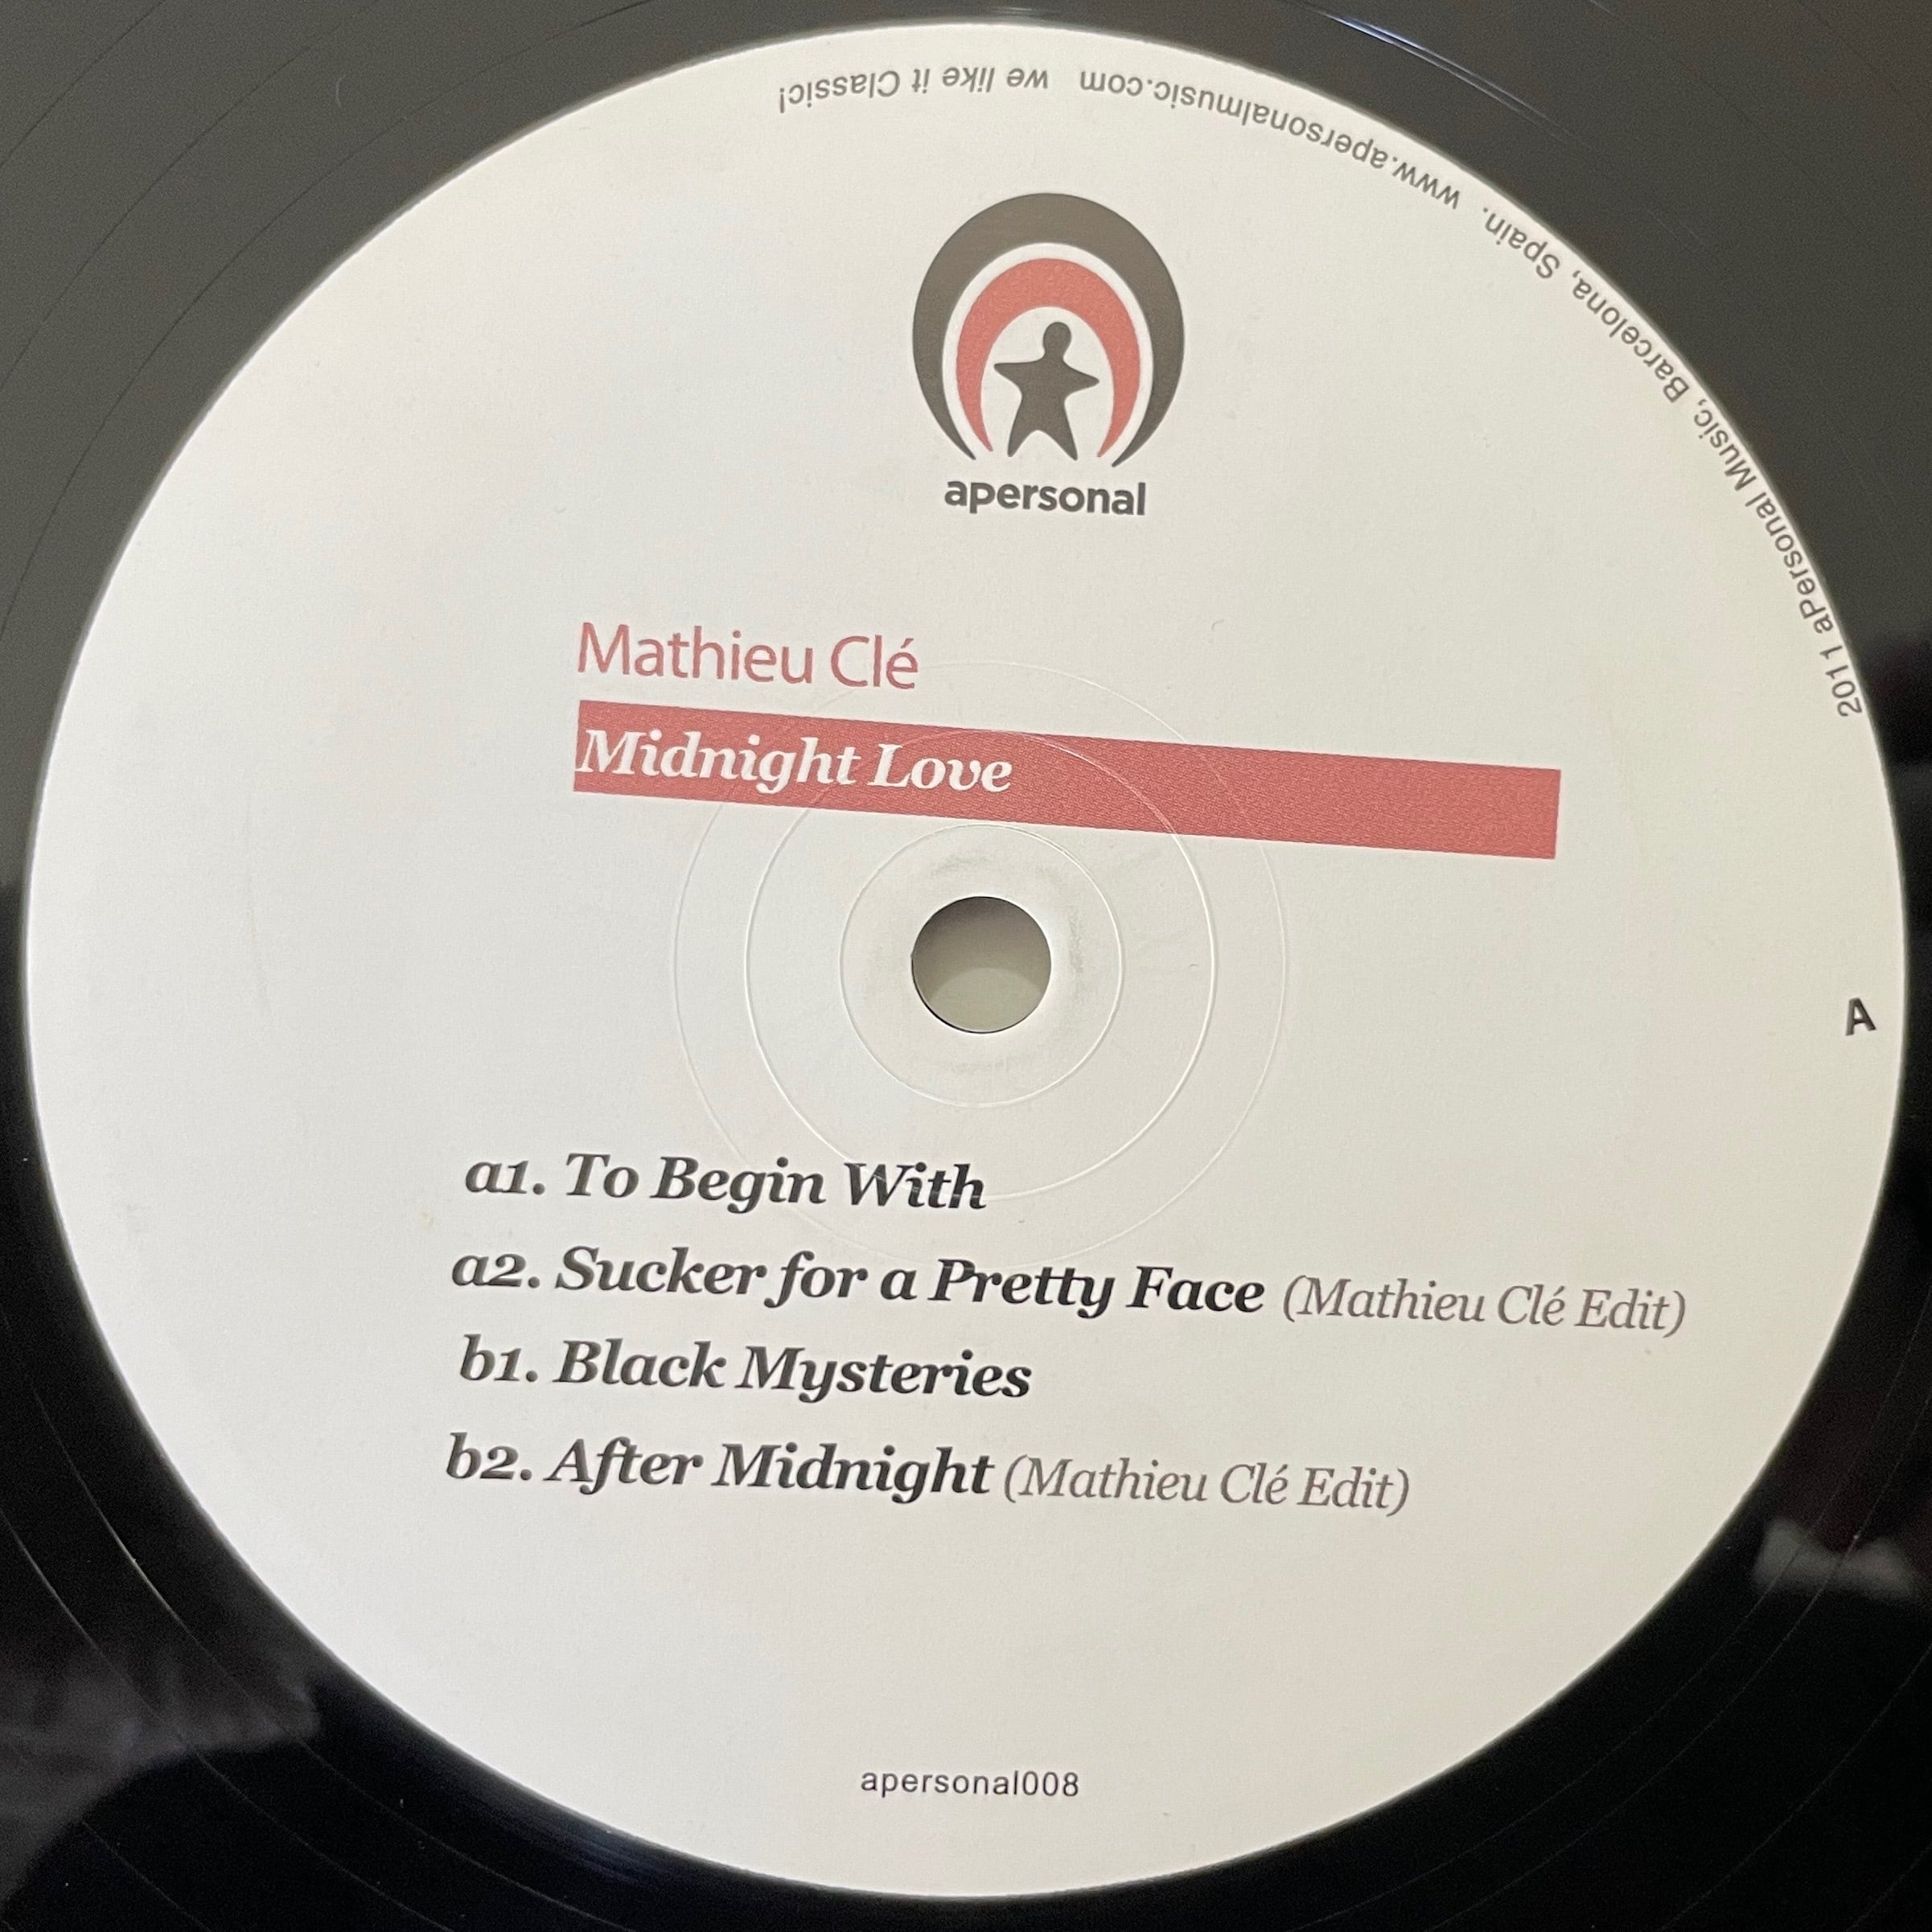 2011 aPersonal Music, Barcelona, Spain. www.apersonalmusic.com we like it Classic!
apersonal
Mathieu Clé
Midnight Love
A
a1. To Begin With
a2. Sucker for a Pretty Face (Mathieu Clé Edit)
b1. Black Mysteries
b2. After Midnight (Mathieu Clé Edit)
apersonal008